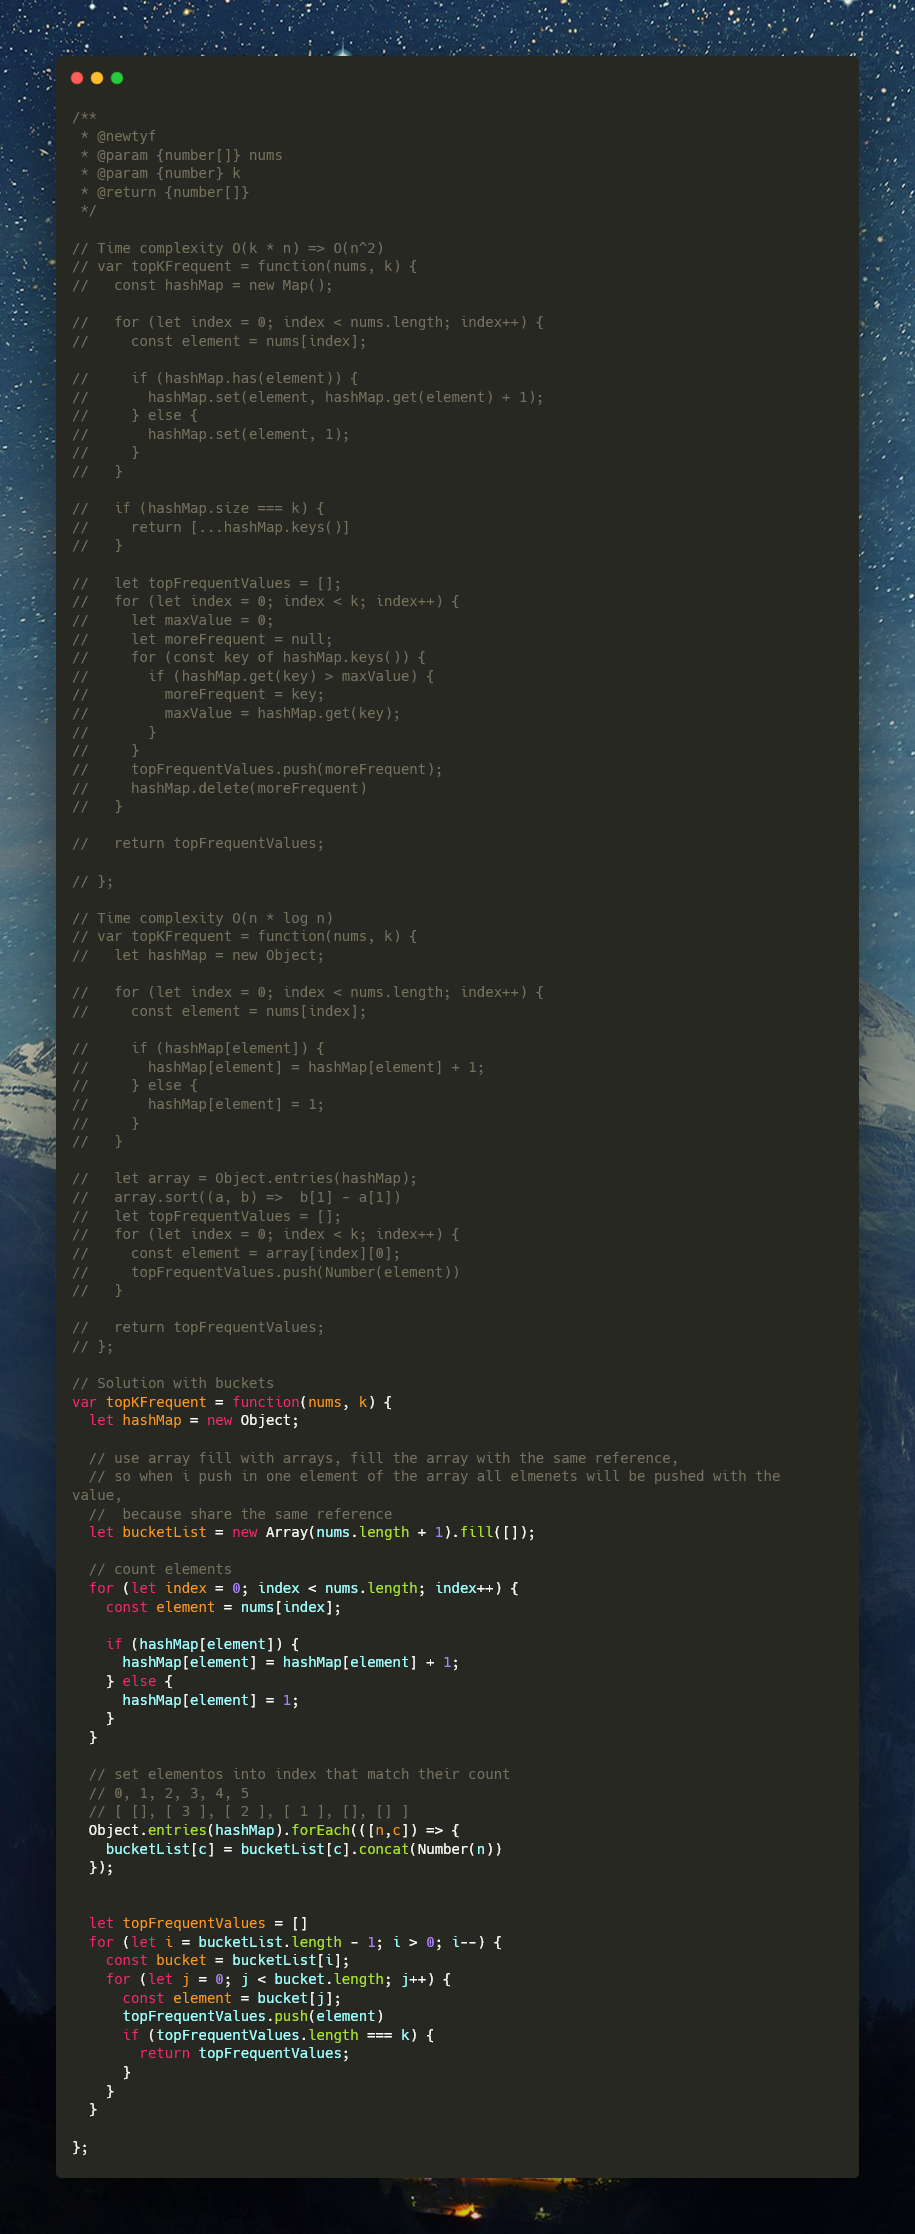 /**
 * @newtyf
 * @param {number[]} nums
 * @param {number} k
 * @return {number[]}
 */

// Time complexity O(k * n) => O(n^2)
// var topKFrequent = function(nums, k) {
//   const hashMap = new Map();

//   for (let index = 0; index < nums.length; index++) {
//     const element = nums[index];

//     if (hashMap.has(element)) {
//       hashMap.set(element, hashMap.get(element) + 1);
//     } else {
//       hashMap.set(element, 1);
//     }
//   }

//   if (hashMap.size === k) {
//     return [...hashMap.keys()]
//   }

//   let topFrequentValues = [];
//   for (let index = 0; index < k; index++) {
//     let maxValue = 0;
//     let moreFrequent = null;
//     for (const key of hashMap.keys()) {
//       if (hashMap.get(key) > maxValue) {
//         moreFrequent = key;
//         maxValue = hashMap.get(key);
//       }
//     }
//     topFrequentValues.push(moreFrequent);
//     hashMap.delete(moreFrequent)
//   }

//   return topFrequentValues;

// };

// Time complexity O(n * log n)
// var topKFrequent = function(nums, k) {
//   let hashMap = new Object;

//   for (let index = 0; index < nums.length; index++) {
//     const element = nums[index];

//     if (hashMap[element]) {
//       hashMap[element] = hashMap[element] + 1;
//     } else {
//       hashMap[element] = 1;
//     }
//   }

//   let array = Object.entries(hashMap);
//   array.sort((a, b) =>  b[1] - a[1])
//   let topFrequentValues = [];
//   for (let index = 0; index < k; index++) {
//     const element = array[index][0];
//     topFrequentValues.push(Number(element))
//   }

//   return topFrequentValues;
// };

// Solution with buckets
var topKFrequent = function(nums, k) {
  let hashMap = new Object;

  // use array fill with arrays, fill the array with the same reference,
  // so when i push in one element of the array all elmenets will be pushed with the
value,
  //  because share the same reference
  let bucketList = new Array(nums.length + 1).fill([]);

  // count elements
  for (let index = 0; index < nums.length; index++) {
    const element = nums[index];

    if (hashMap[element]) {
      hashMap[element] = hashMap[element] + 1;
    } else {
      hashMap[element] = 1;
    }
  }

  // set elementos into index that match their count
  // 0, 1, 2, 3, 4, 5
  // [ [], [ 3 ], [ 2 ], [ 1 ], [], [] ]
  Object.entries(hashMap).forEach(([n,c]) => {
    bucketList[c] = bucketList[c].concat(Number(n))
  });


  let topFrequentValues = []
  for (let i = bucketList.length - 1; i > 0; i--) {
    const bucket = bucketList[i];
    for (let j = 0; j < bucket.length; j++) {
      const element = bucket[j];
      topFrequentValues.push(element)
      if (topFrequentValues.length === k) {
        return topFrequentValues;
      }
    }
  }

};